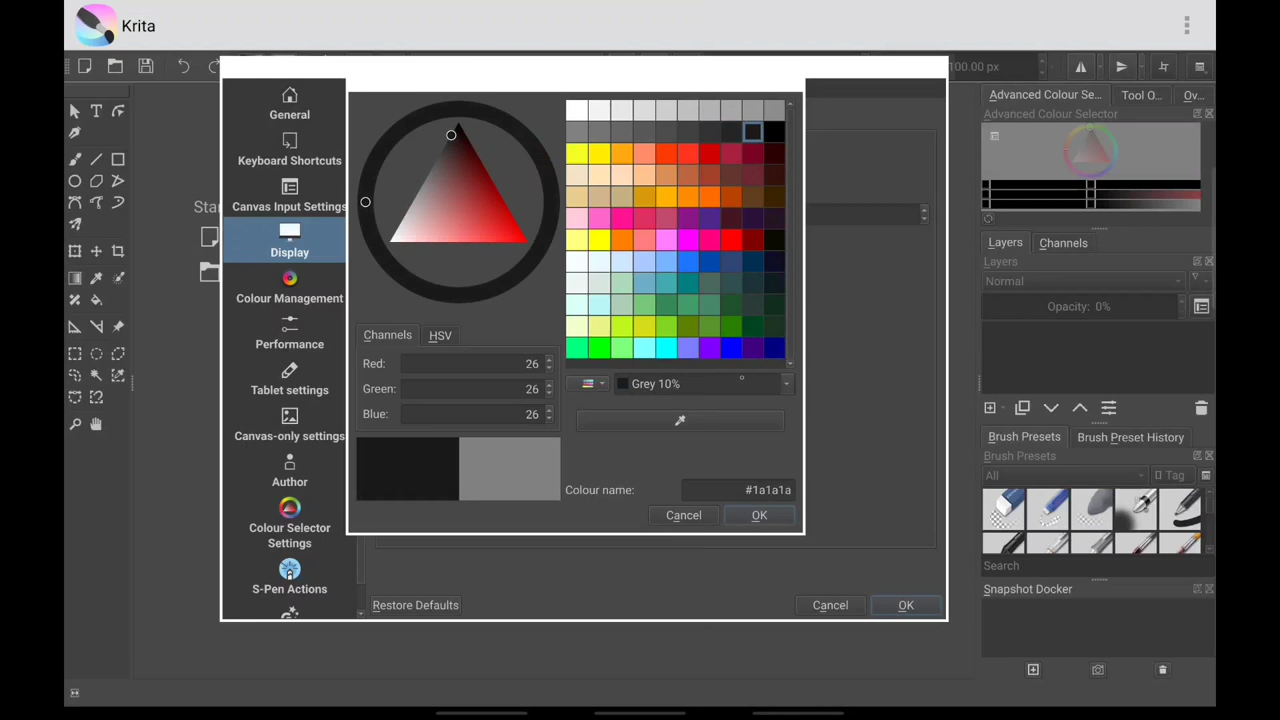 Krita
100.00 px
General
Keyboard Shortcuts
Canvas Input Settings
Display
Colour Management
Performance
Tablet settings
Canvas-only settings
Author
Colour Selector
Settings
S-Pen Actions
Channels
HSV
Red:
26
Green:
26
Blue:
26
Grey 10%
Colour name:
#1a1a1a
Cancel
OK
Restore Defaults
Cancel
OK
Advanced Colour Se...
Tool O...
Ov...
Advanced Colour Selector
Layers
Channels
Layers
Normal
Opacity: 0%
Brush Presets
Brush Preset History
Brush Presets
All
Tag
Search
Snapshot Docker